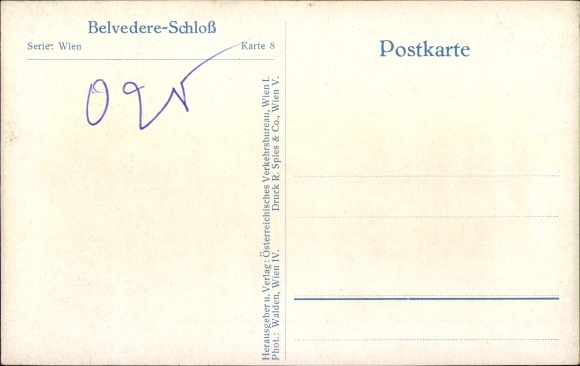 Belvedere-Schloß
Serie: Wien Karte 8
Postkarte
Herausgeber u. Verlag: Österreichisches Verkehrsbureau, Wien I.
Phot.: Walden, Wien IV. Druck R. Spies & Co., Wien V.